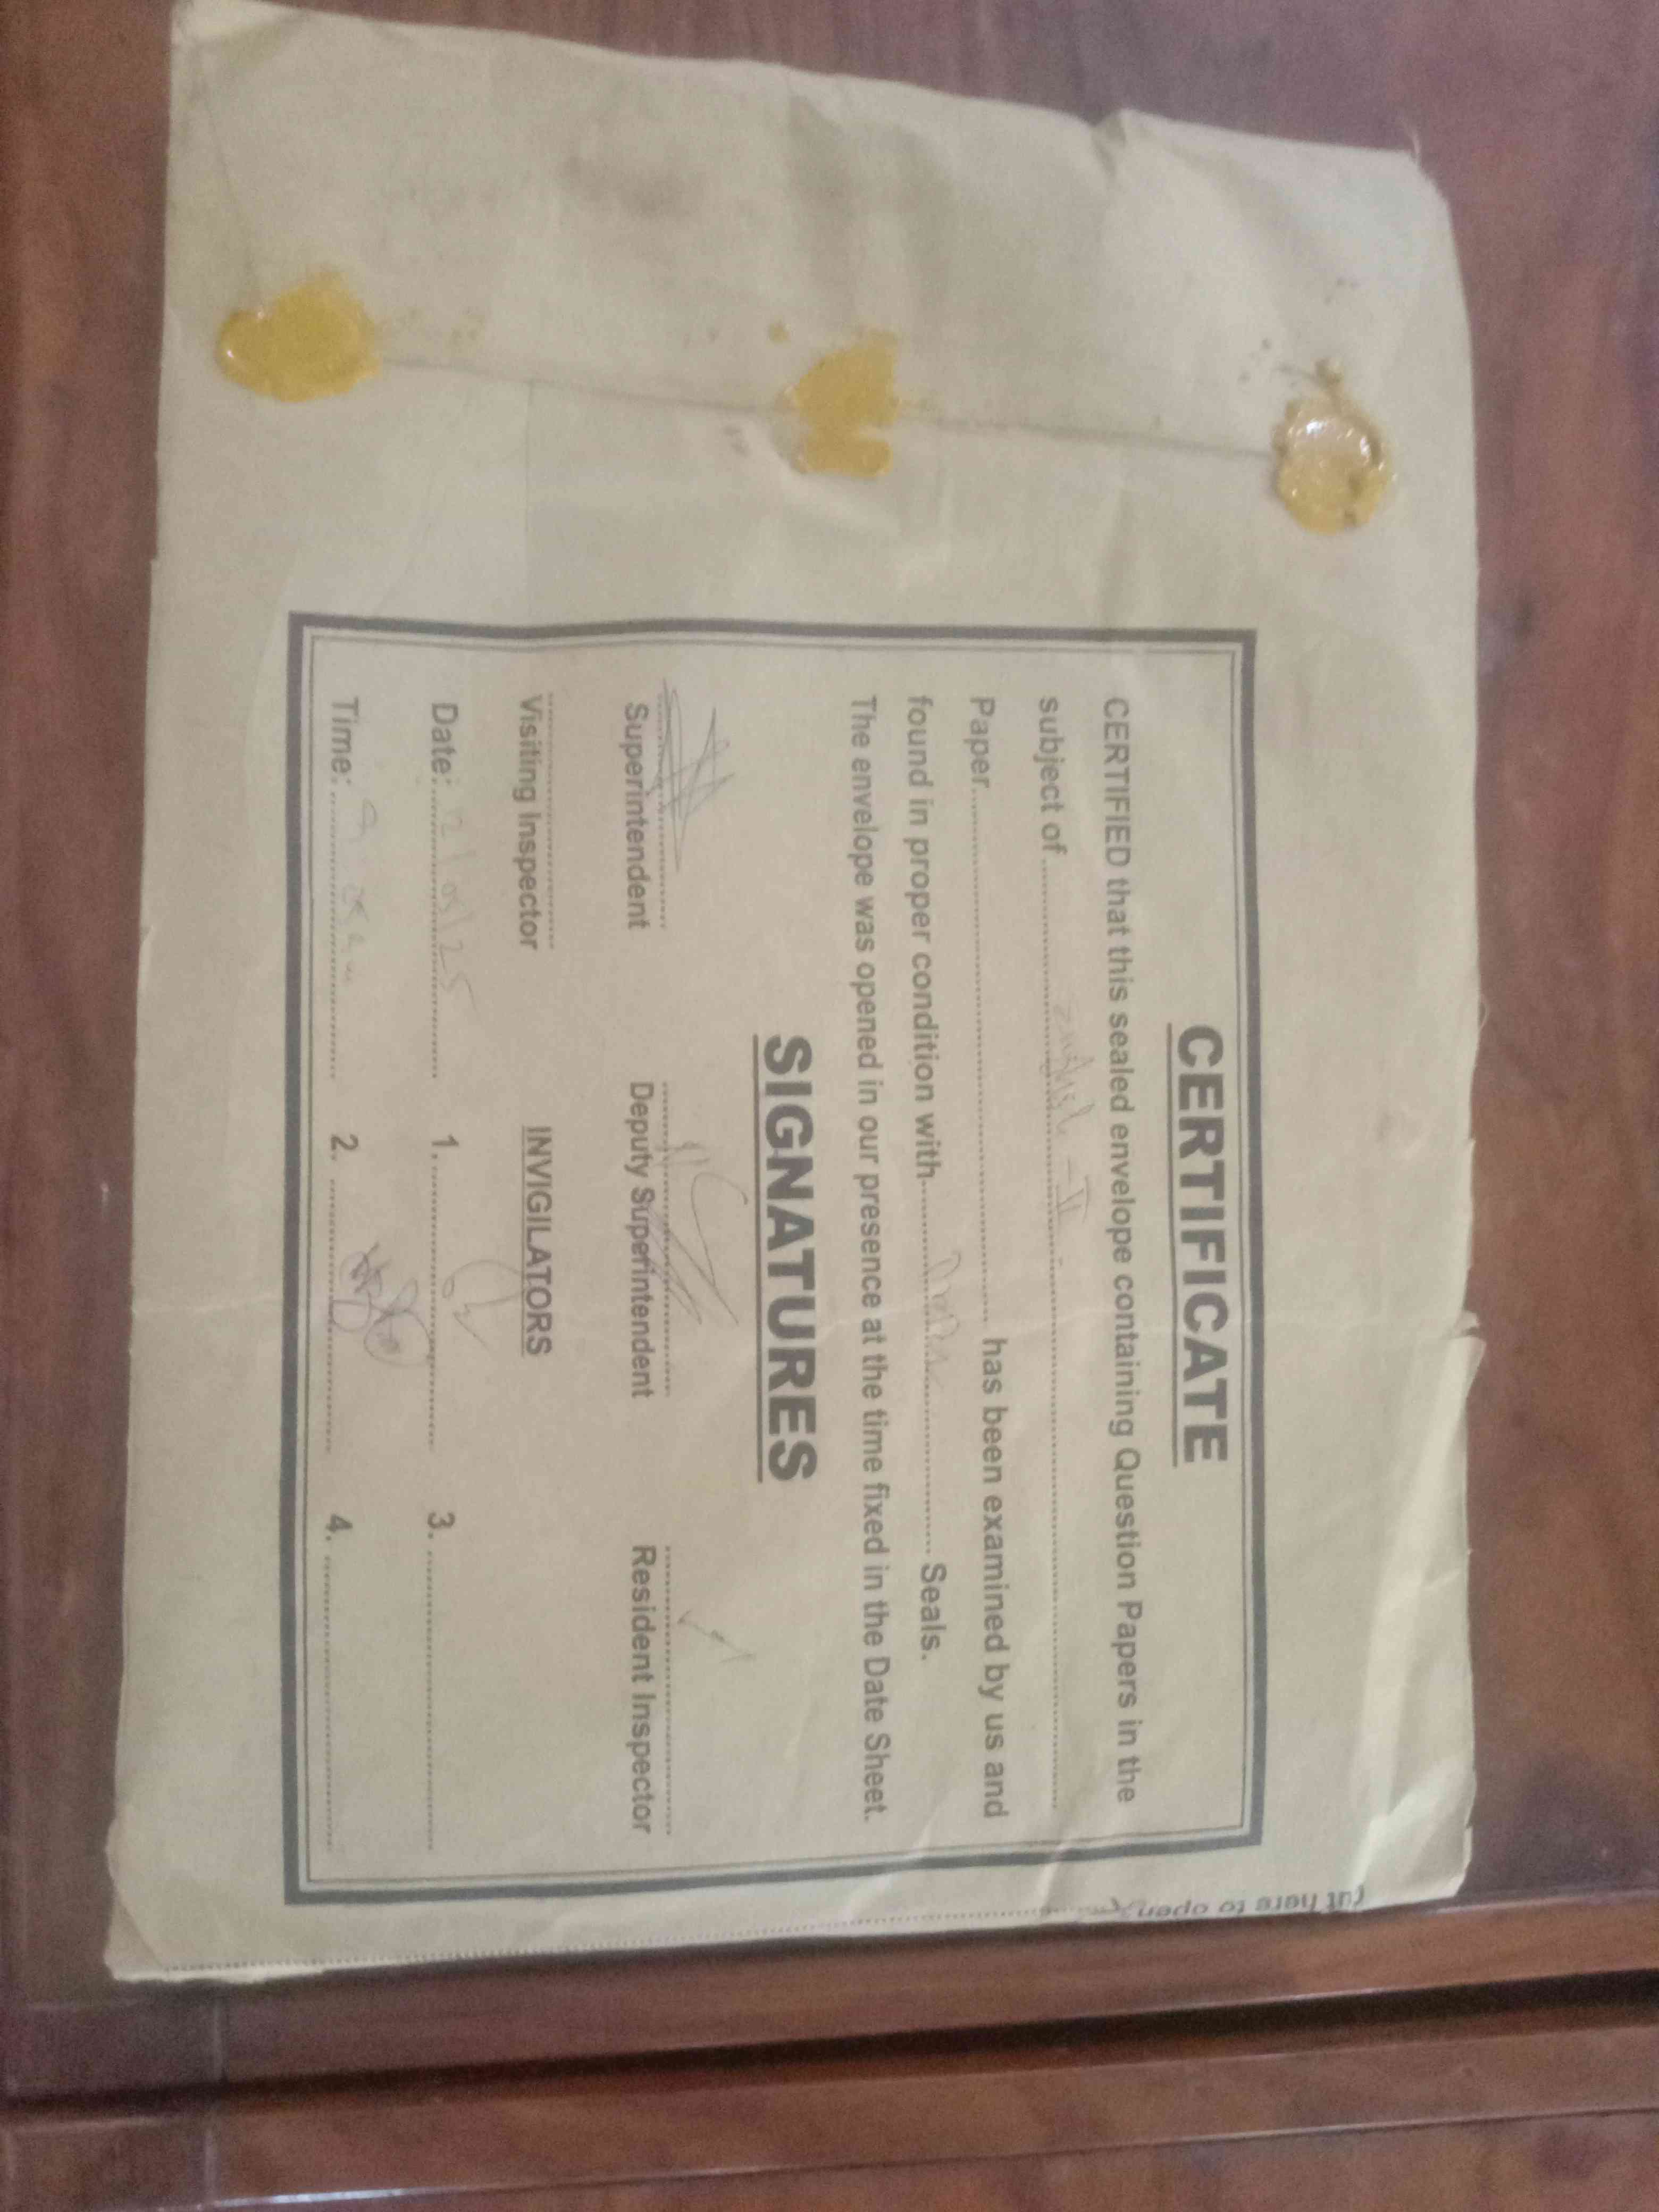 CERTIFICATE
CERTIFIED that this sealed envelope containing Question Papers in the
subject of ............................................................
Paper.................................... has been examined by us and
found in proper condition with.................................... Seals.
The envelope was opened in our presence at the time fixed in the Date Sheet.
SIGNATURES
Superintendent Deputy Superintendent Resident Inspector
Visiting Inspector INVIGILATORS
Date: 1. 3.
Time: 2. 4.
Cut here to open